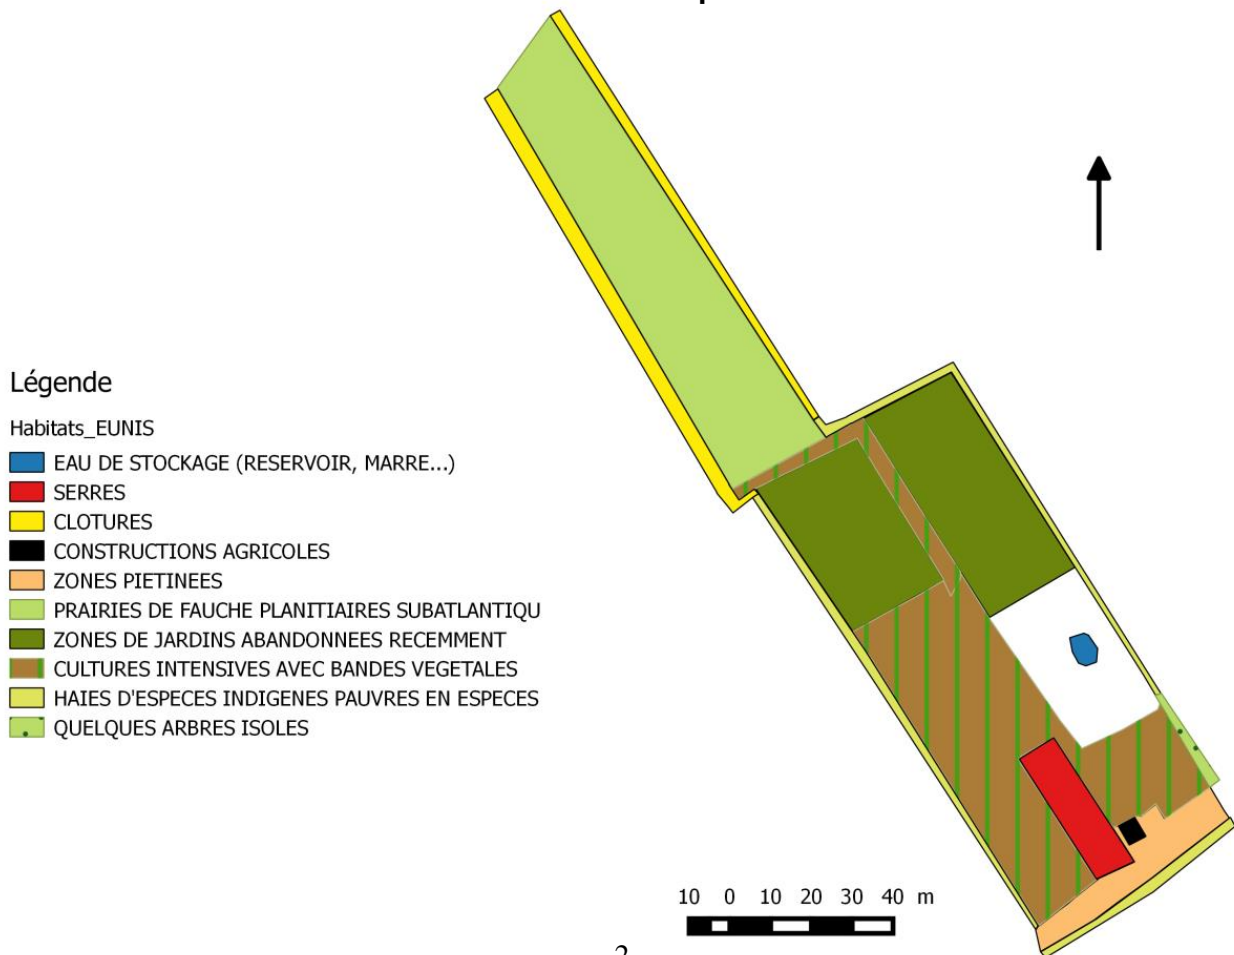 Légende
Habitats_EUNIS
EAU DE STOCKAGE (RESERVOIR, MARRE...)
SERRES
CLOTURES
CONSTRUCTIONS AGRICOLES
ZONES PIETINEES
PRAIRIES DE FAUCHE PLANITIAIRES SUBATLANTIQU
ZONES DE JARDINS ABANDONNEES RECEMMENT
CULTURES INTENSIVES AVEC BANDES VEGETALES
HAIES D'ESPECES INDIGENES PAUVRES EN ESPECES
QUELQUES ARBRES ISOLES
10 0 10 20 30 40 m